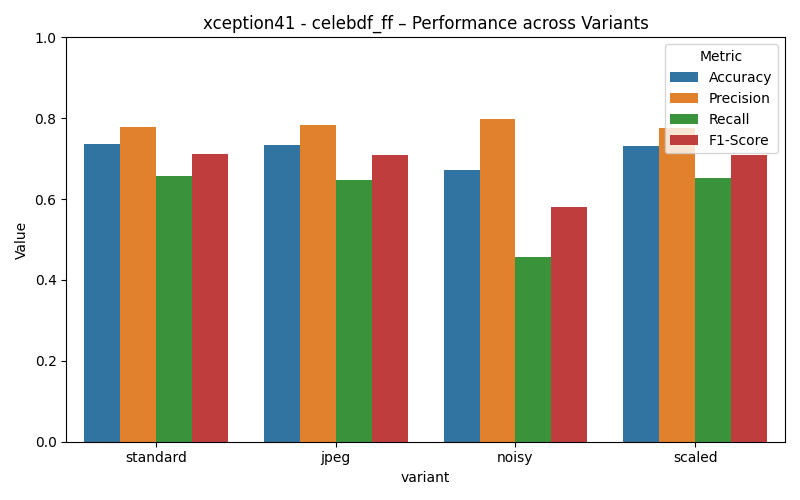 xception41 - celebdf_ff – Performance across Variants
Value
1.0
0.8
0.6
0.4
0.2
0.0
Metric
Accuracy
Precision
Recall
F1-Score
standard
jpeg
noisy
scaled
variant